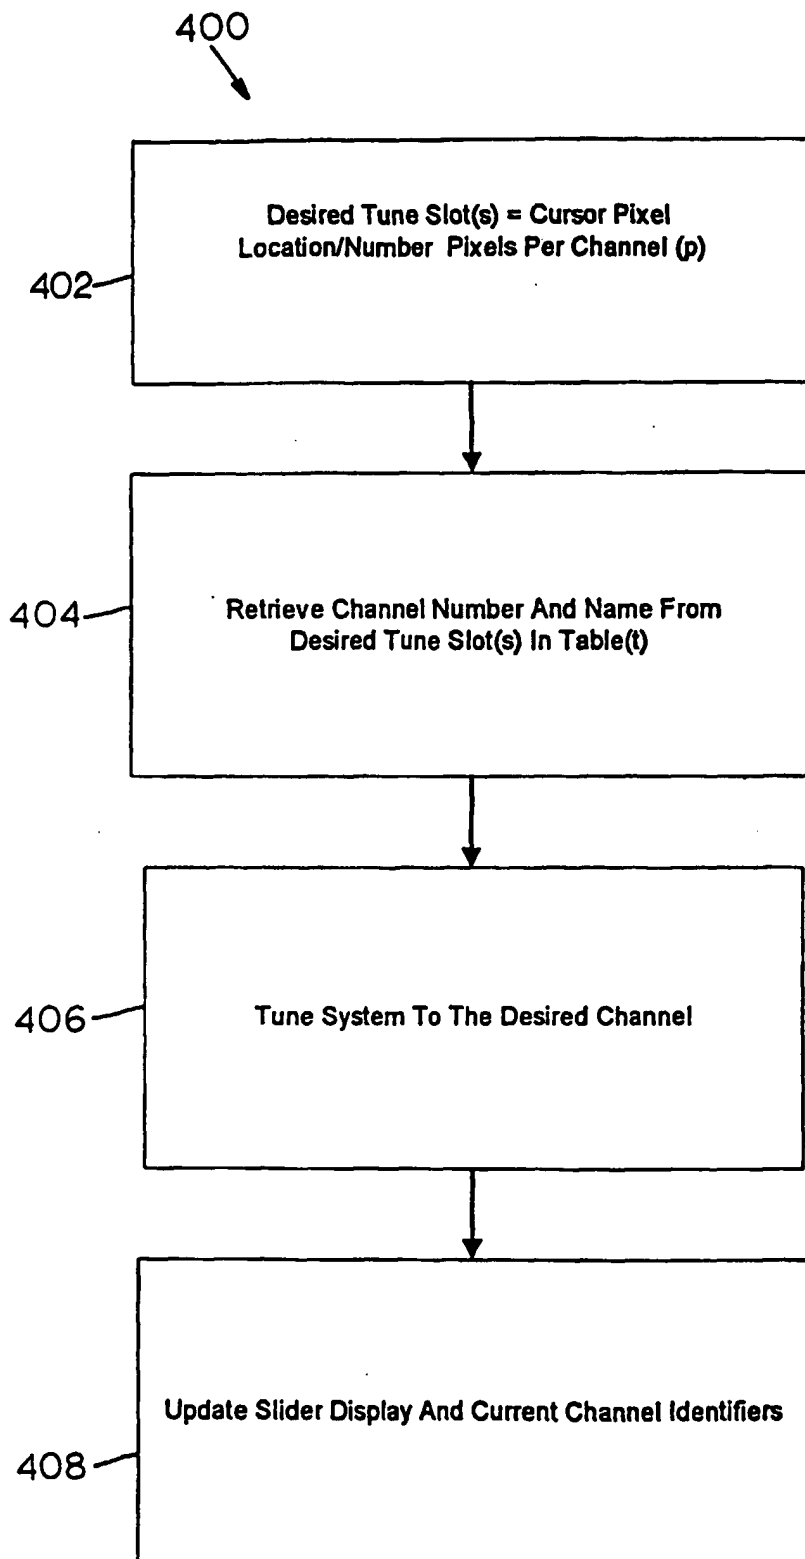 400
Desired Tune Slot(s) = Cursor Pixel
Location/Number Pixels Per Channel (p)
402
404
Retrieve Channel Number And Name From
Desired Tune Slot(s) In Table(t)
406
Tune System To The Desired Channel
Update Slider Display And Current Channel Identifiers
408